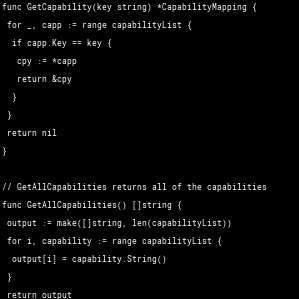 func GetCapability(key string) *CapabilityMapping {
for _, capp := range capabilityList {
if capp.Key == key {
cpy := *capp
return &cpy
}
}
return nil
}
// GetAllCapabilities returns all of the capabilities
func GetAllCapabilities() []string {
output := make([]string, len(capabilityList))
for i, capability := range capabilityList {
output[i] = capability.String()
}
return output